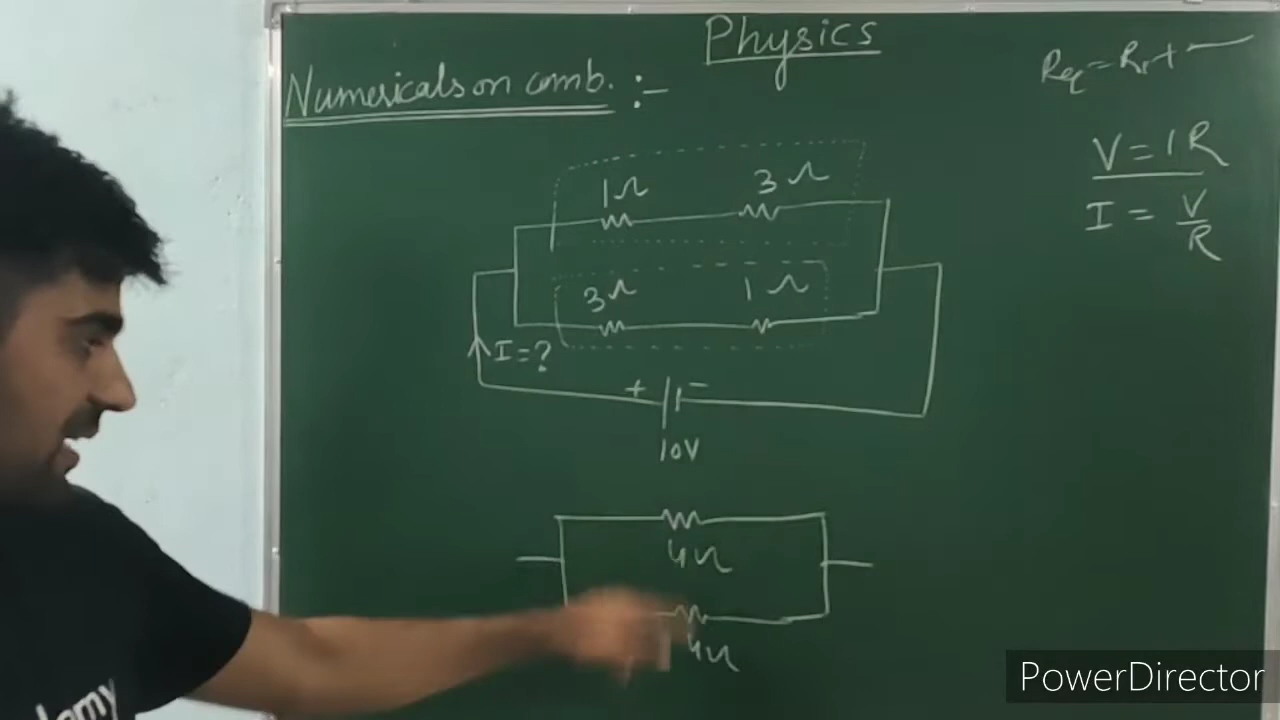 Physics
Numericals on comb. :-
Req = R1 +
V = IR
I = V/R
1Ω 3Ω
3Ω 1Ω
I = ?
+ -
10V
4Ω
4Ω
PowerDirector